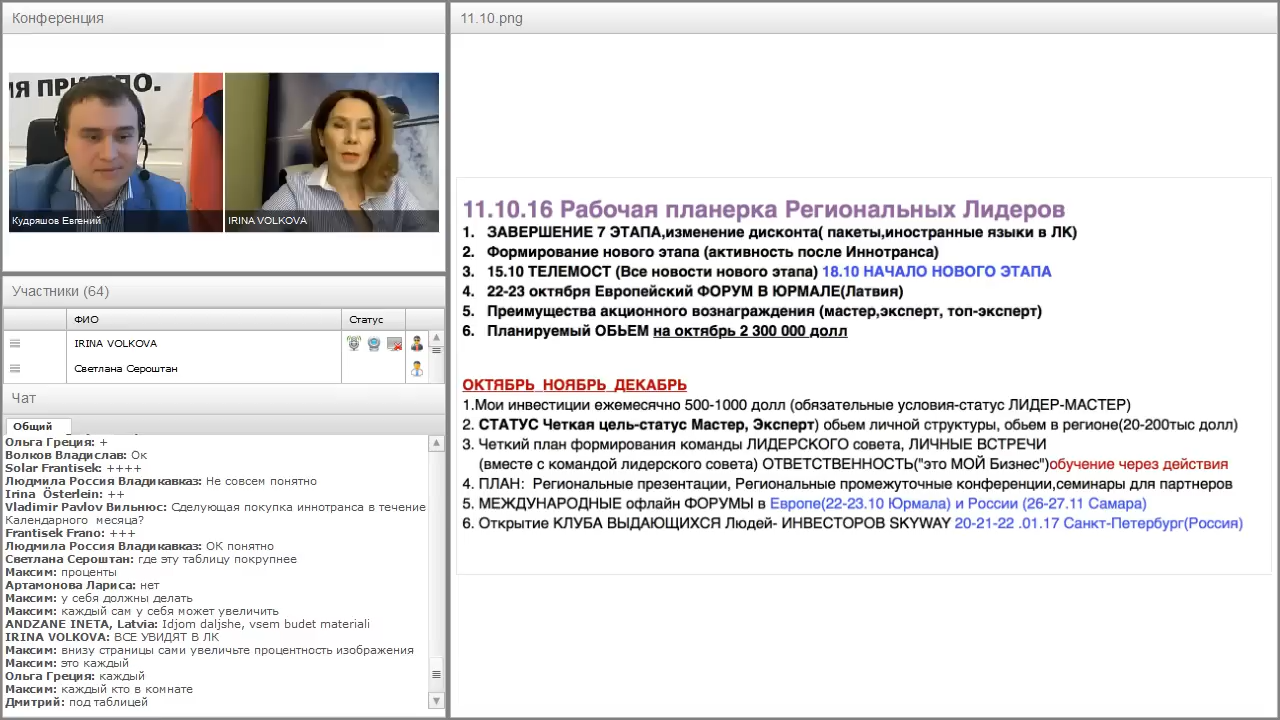 Конференция
ИЯ ПРИ ДО.
Кудряшов Евгений
IRINA VOLKOVA
Участники (64)
ФИО
Статус
IRINA VOLKOVA
Светлана Сероштан
Чат
Общий
Ольга Греция: +
Волков Владислав: Ок
Solar Frantisek: ++++
Людмила Россия Владикавказ: Не совсем понятно
Irina Österlein: ++
Vladimir Pavlov Вильнюс: Сделующая покупка иннотранса в течение
Календарного месяца?
Frantisek Frano: +++
Людмила Россия Владикавказ: ОК понятно
Светлана Сероштан: где эту таблицу покрупнее
Максим: проценты
Артамонова Лариса: нет
Максим: у себя должны делать
Максим: каждый сам у себя может увеличить
ANDZANE INETA, Latvia: Idjom daljshe, vsem budet materiali
IRINA VOLKOVA: ВСЕ УВИДЯТ В ЛК
Максим: внизу страницы сами увеличьте процентность изображения
Максим: это каждый
Ольга Греция: каждый
Максим: каждый кто в комнате
Дмитрий: под таблицей
11.10.png
11.10.16 Рабочая планерка Региональных Лидеров
1. ЗАВЕРШЕНИЕ 7 ЭТАПА,изменение дисконта( пакеты,иностранные языки в ЛК)
2. Формирование нового этапа (активность после Иннотранса)
3. 15.10 ТЕЛЕМОСТ (Все новости нового этапа) 18.10 НАЧАЛО НОВОГО ЭТАПА
4. 22-23 октября Европейский ФОРУМ В ЮРМАЛЕ(Латвия)
5. Преимущества акционного вознаграждения (мастер,эксперт, топ-эксперт)
6. Планируемый ОБЬЕМ на октябрь 2 300 000 долл
ОКТЯБРЬ НОЯБРЬ ДЕКАБРЬ
1.Мои инвестиции ежемесячно 500-1000 долл (обязательные условия-статус ЛИДЕР-МАСТЕР)
2. СТАТУС Четкая цель-статус Мастер, Эксперт) обьем личной структуры, обьем в регионе(20-200тыс долл)
3. Четкий план формирования команды ЛИДЕРСКОГО совета, ЛИЧНЫЕ ВСТРЕЧИ
(вместе с командой лидерского совета) ОТВЕТСТВЕННОСТЬ("это МОЙ Бизнес")обучение через действия
4. ПЛАН: Региональные презентации, Региональные промежуточные конференции,семинары для партнеров
5. МЕЖДУНАРОДНЫЕ офлайн ФОРУМЫ в Европе(22-23.10 Юрмала) и России (26-27.11 Самара)
6. Открытие КЛУБА ВЫДАЮЩИХСЯ Людей- ИНВЕСТОРОВ SKYWAY 20-21-22 .01.17 Санкт-Петербург(Россия)